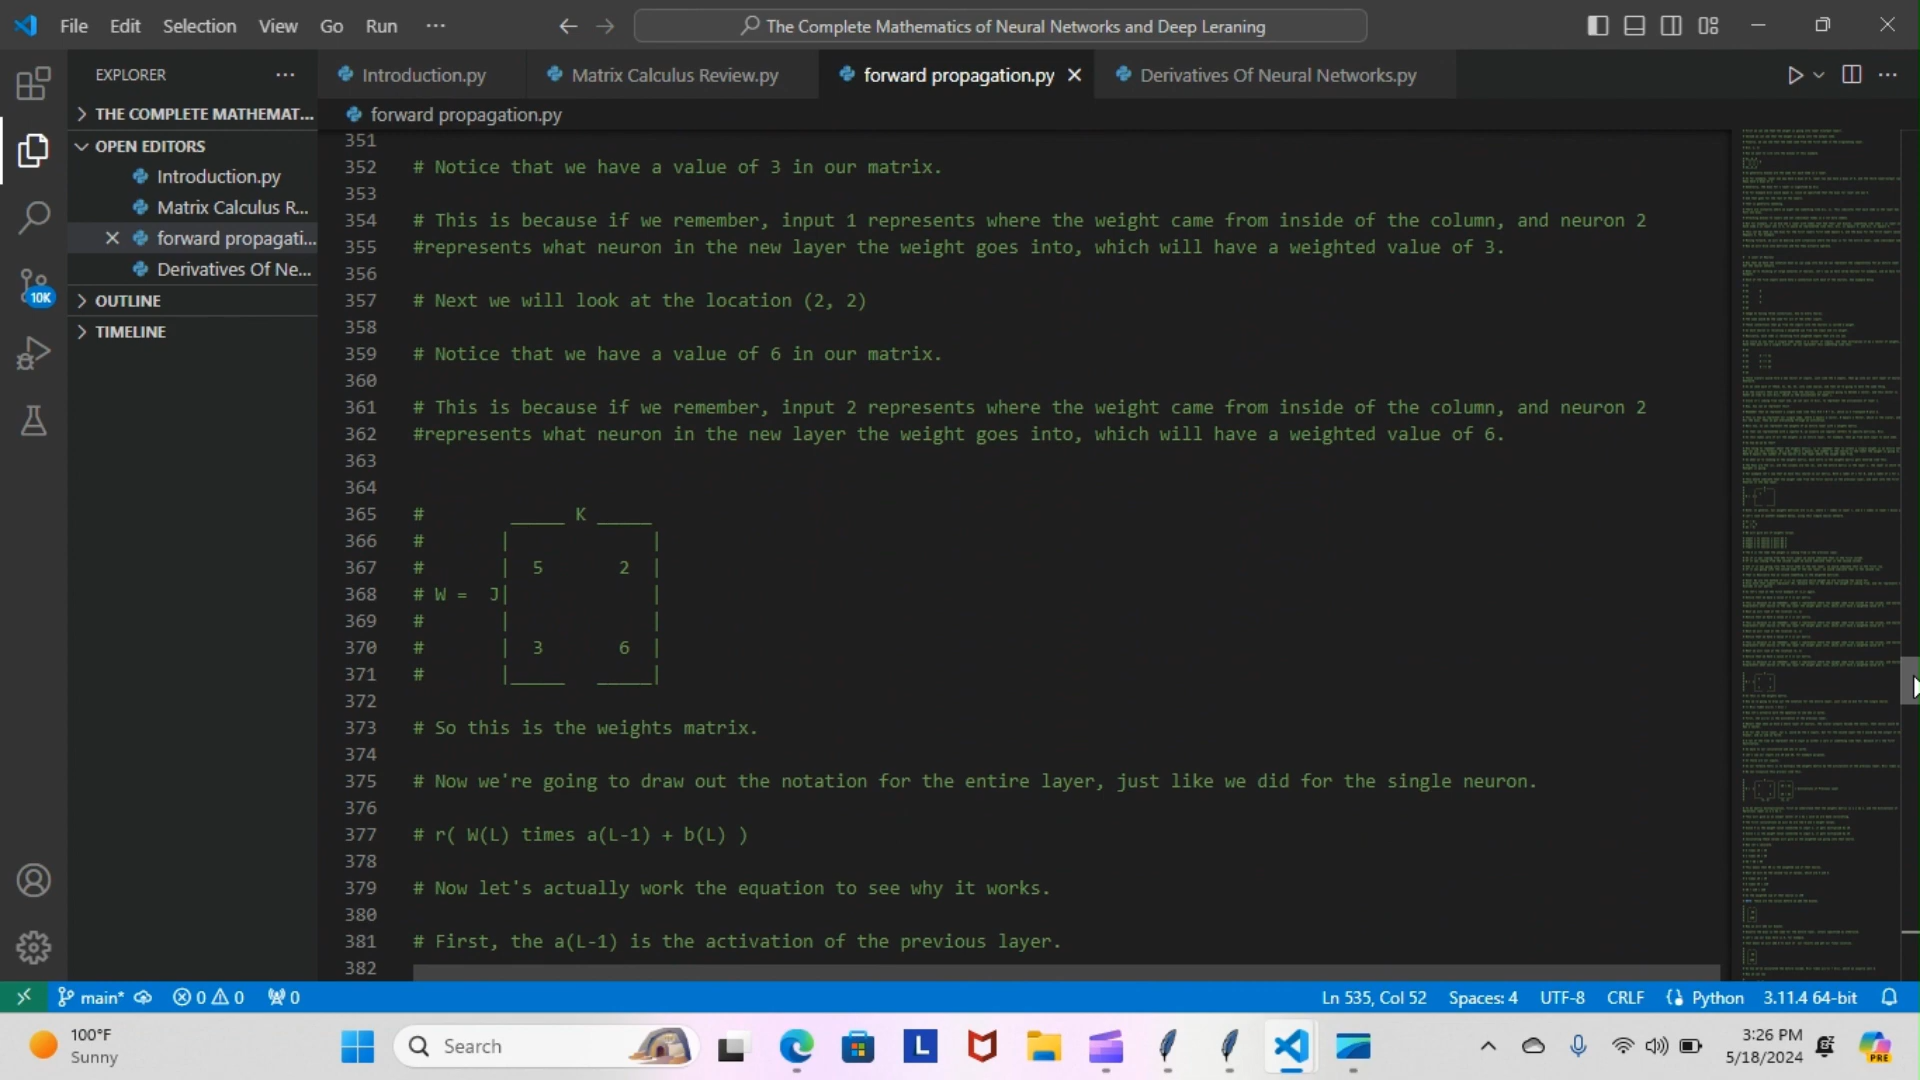 File Edit Selection View Go Run ··· The Complete Mathematics of Neural Networks and Deep Leraning
EXPLORER ···
Introduction.py Matrix Calculus Review.py forward propagation.py Derivatives Of Neural Networks.py
THE COMPLETE MATHEMAT...
OPEN EDITORS
Introduction.py
Matrix Calculus R...
forward propagati...
Derivatives Of Ne...
OUTLINE
TIMELINE
10K
forward propagation.py
351
352 # Notice that we have a value of 3 in our matrix.
353
354 # This is because if we remember, input 1 represents where the weight came from inside of the column, and neuron 2
355 #represents what neuron in the new layer the weight goes into, which will have a weighted value of 3.
356
357 # Next we will look at the location (2, 2)
358
359 # Notice that we have a value of 6 in our matrix.
360
361 # This is because if we remember, input 2 represents where the weight came from inside of the column, and neuron 2
362 #represents what neuron in the new layer the weight goes into, which will have a weighted value of 6.
363
364
365 # _____ K _____
366 # | |
367 # | 5 2 |
368 # W = J| |
369 # | |
370 # | 3 6 |
371 # |_____ _____|
372
373 # So this is the weights matrix.
374
375 # Now we're going to draw out the notation for the entire layer, just like we did for the single neuron.
376
377 # r( W(L) times a(L-1) + b(L) )
378
379 # Now let's actually work the equation to see why it works.
380
381 # First, the a(L-1) is the activation of the previous layer.
382
main* 0 0 0 Ln 535, Col 52 Spaces: 4 UTF-8 CRLF Python 3.11.4 64-bit
100°F
Sunny
Search
L
3:26 PM
5/18/2024
PRE